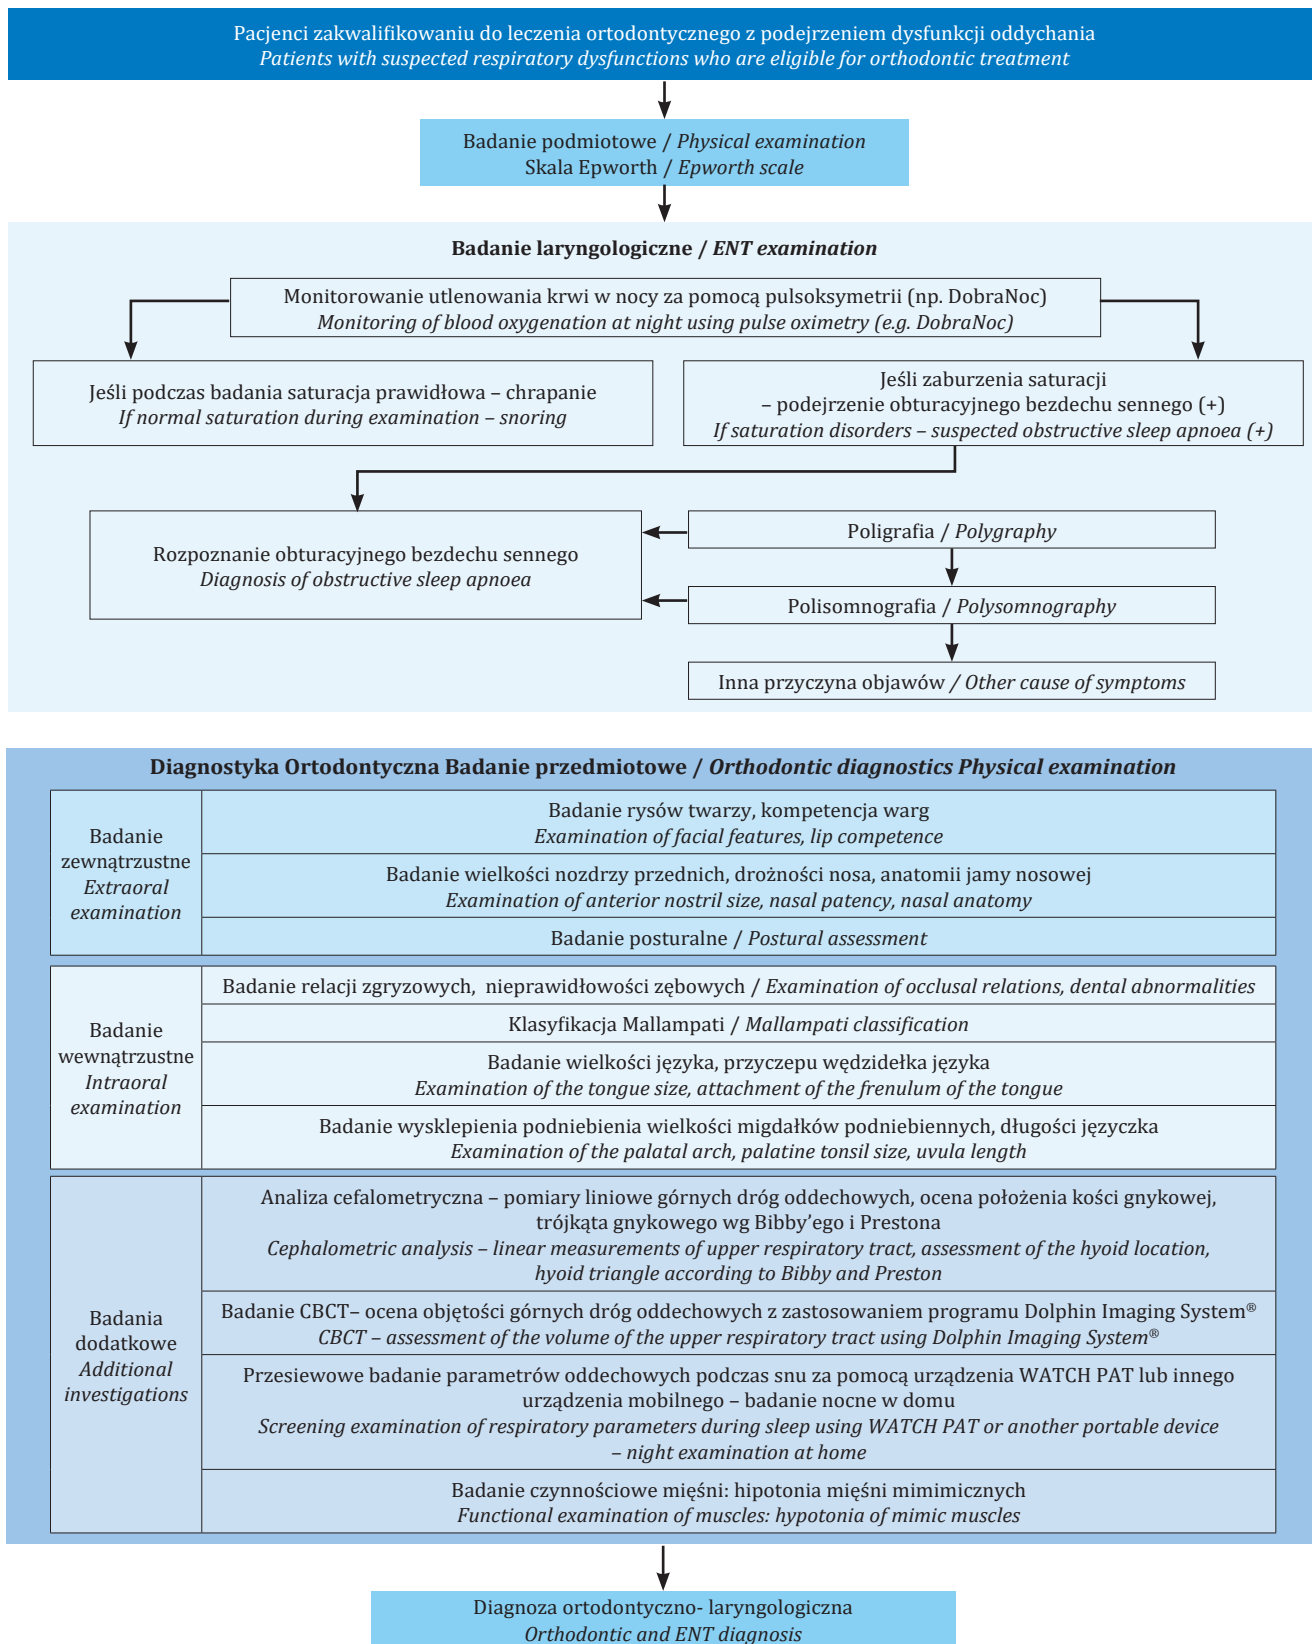 Pacjenci zakwalifikowaniu do leczenia ortodontycznego z podejrzeniem dysfunkcji oddychania
Patients with suspected respiratory dysfunctions who are eligible for orthodontic treatment
Badanie podmiotowe / Physical examination
Skala Epworth / Epworth scale
Badanie laryngologiczne / ENT examination
Monitorowanie utlenowania krwi w nocy za pomocą pulsoksymetrii (np. DobraNoc)
Monitoring of blood oxygenation at night using pulse oximetry (e.g. DobraNoc)
Jeśli podczas badania saturacja prawidłowa – chrapanie
If normal saturation during examination – snoring
Jeśli zaburzenia saturacji
– podejrzenie obturacyjnego bezdechu sennego (+)
If saturation disorders – suspected obstructive sleep apnoea (+)
Rozpoznanie obturacyjnego bezdechu sennego
Diagnosis of obstructive sleep apnoea
Poligrafia / Polygraphy
Polisomnografia / Polysomnography
Inna przyczyna objawów / Other cause of symptoms
Diagnostyka Ortodontyczna Badanie przedmiotowe / Orthodontic diagnostics Physical examination
Badanie
zewnątrzustne
Extraoral
examination
Badanie rysów twarzy, kompetencja warg
Examination of facial features, lip competence
Badanie wielkości nozdrzy przednich, drożności nosa, anatomii jamy nosowej
Examination of anterior nostril size, nasal patency, nasal anatomy
Badanie posturalne / Postural assessment
Badanie
wewnątrzustne
Intraoral
examination
Badanie relacji zgryzowych,  nieprawidłowości zębowych / Examination of occlusal relations, dental abnormalities
Klasyfikacja Mallampati / Mallampati classification
Badanie wielkości języka, przyczepu wędzidełka języka
Examination of the tongue size, attachment of the frenulum of the tongue
Badanie wysklepienia podniebienia wielkości migdałków podniebiennych, długości języczka
Examination of the palatal arch, palatine tonsil size, uvula length
Badania
dodatkowe
Additional
investigations
Analiza cefalometryczna – pomiary liniowe górnych dróg oddechowych, ocena położenia kości gnykowej,
trójkąta gnykowego wg Bibby’ego i Prestona
Cephalometric analysis – linear measurements of upper respiratory tract, assessment of the hyoid location,
hyoid triangle according to Bibby and Preston
Badanie CBCT– ocena objętości górnych dróg oddechowych z zastosowaniem programu Dolphin Imaging System®
CBCT – assessment of the volume of the upper respiratory tract using Dolphin Imaging System®
Przesiewowe badanie parametrów oddechowych podczas snu za pomocą urządzenia WATCH PAT lub innego
urządzenia mobilnego – badanie nocne w domu
Screening examination of respiratory parameters during sleep using WATCH PAT or another portable device
– night examination at home
Badanie czynnościowe mięśni: hipotonia mięśni mimimicznych
Functional examination of muscles: hypotonia of mimic muscles
Diagnoza ortodontyczno- laryngologiczna
Orthodontic and ENT diagnosis